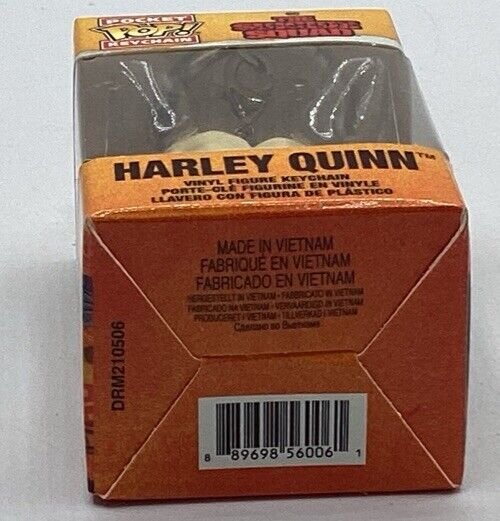 POCKET
POP!
KEYCHAIN
THE
SUICIDE
SQUAD
HARLEY QUINN™
VINYL FIGURE KEYCHAIN
PORTE-CLÉ FIGURINE EN VINYLE
LLAVERO CON FIGURA DE PLÁSTICO
MADE IN VIETNAM
FABRIQUÉ EN VIETNAM
FABRICADO EN VIETNAM
HERGESTELLT IN VIETNAM • FABBRICATO IN VIETNAM
FABRICADO NA VIETNAM • VERVAARDIGD IN VIETNAM
PRODUCERET I VIETNAM • TILLVERKAD I VIETNAM
Сделано во Вьетнаме
DRM210506
8 89698 56006 1